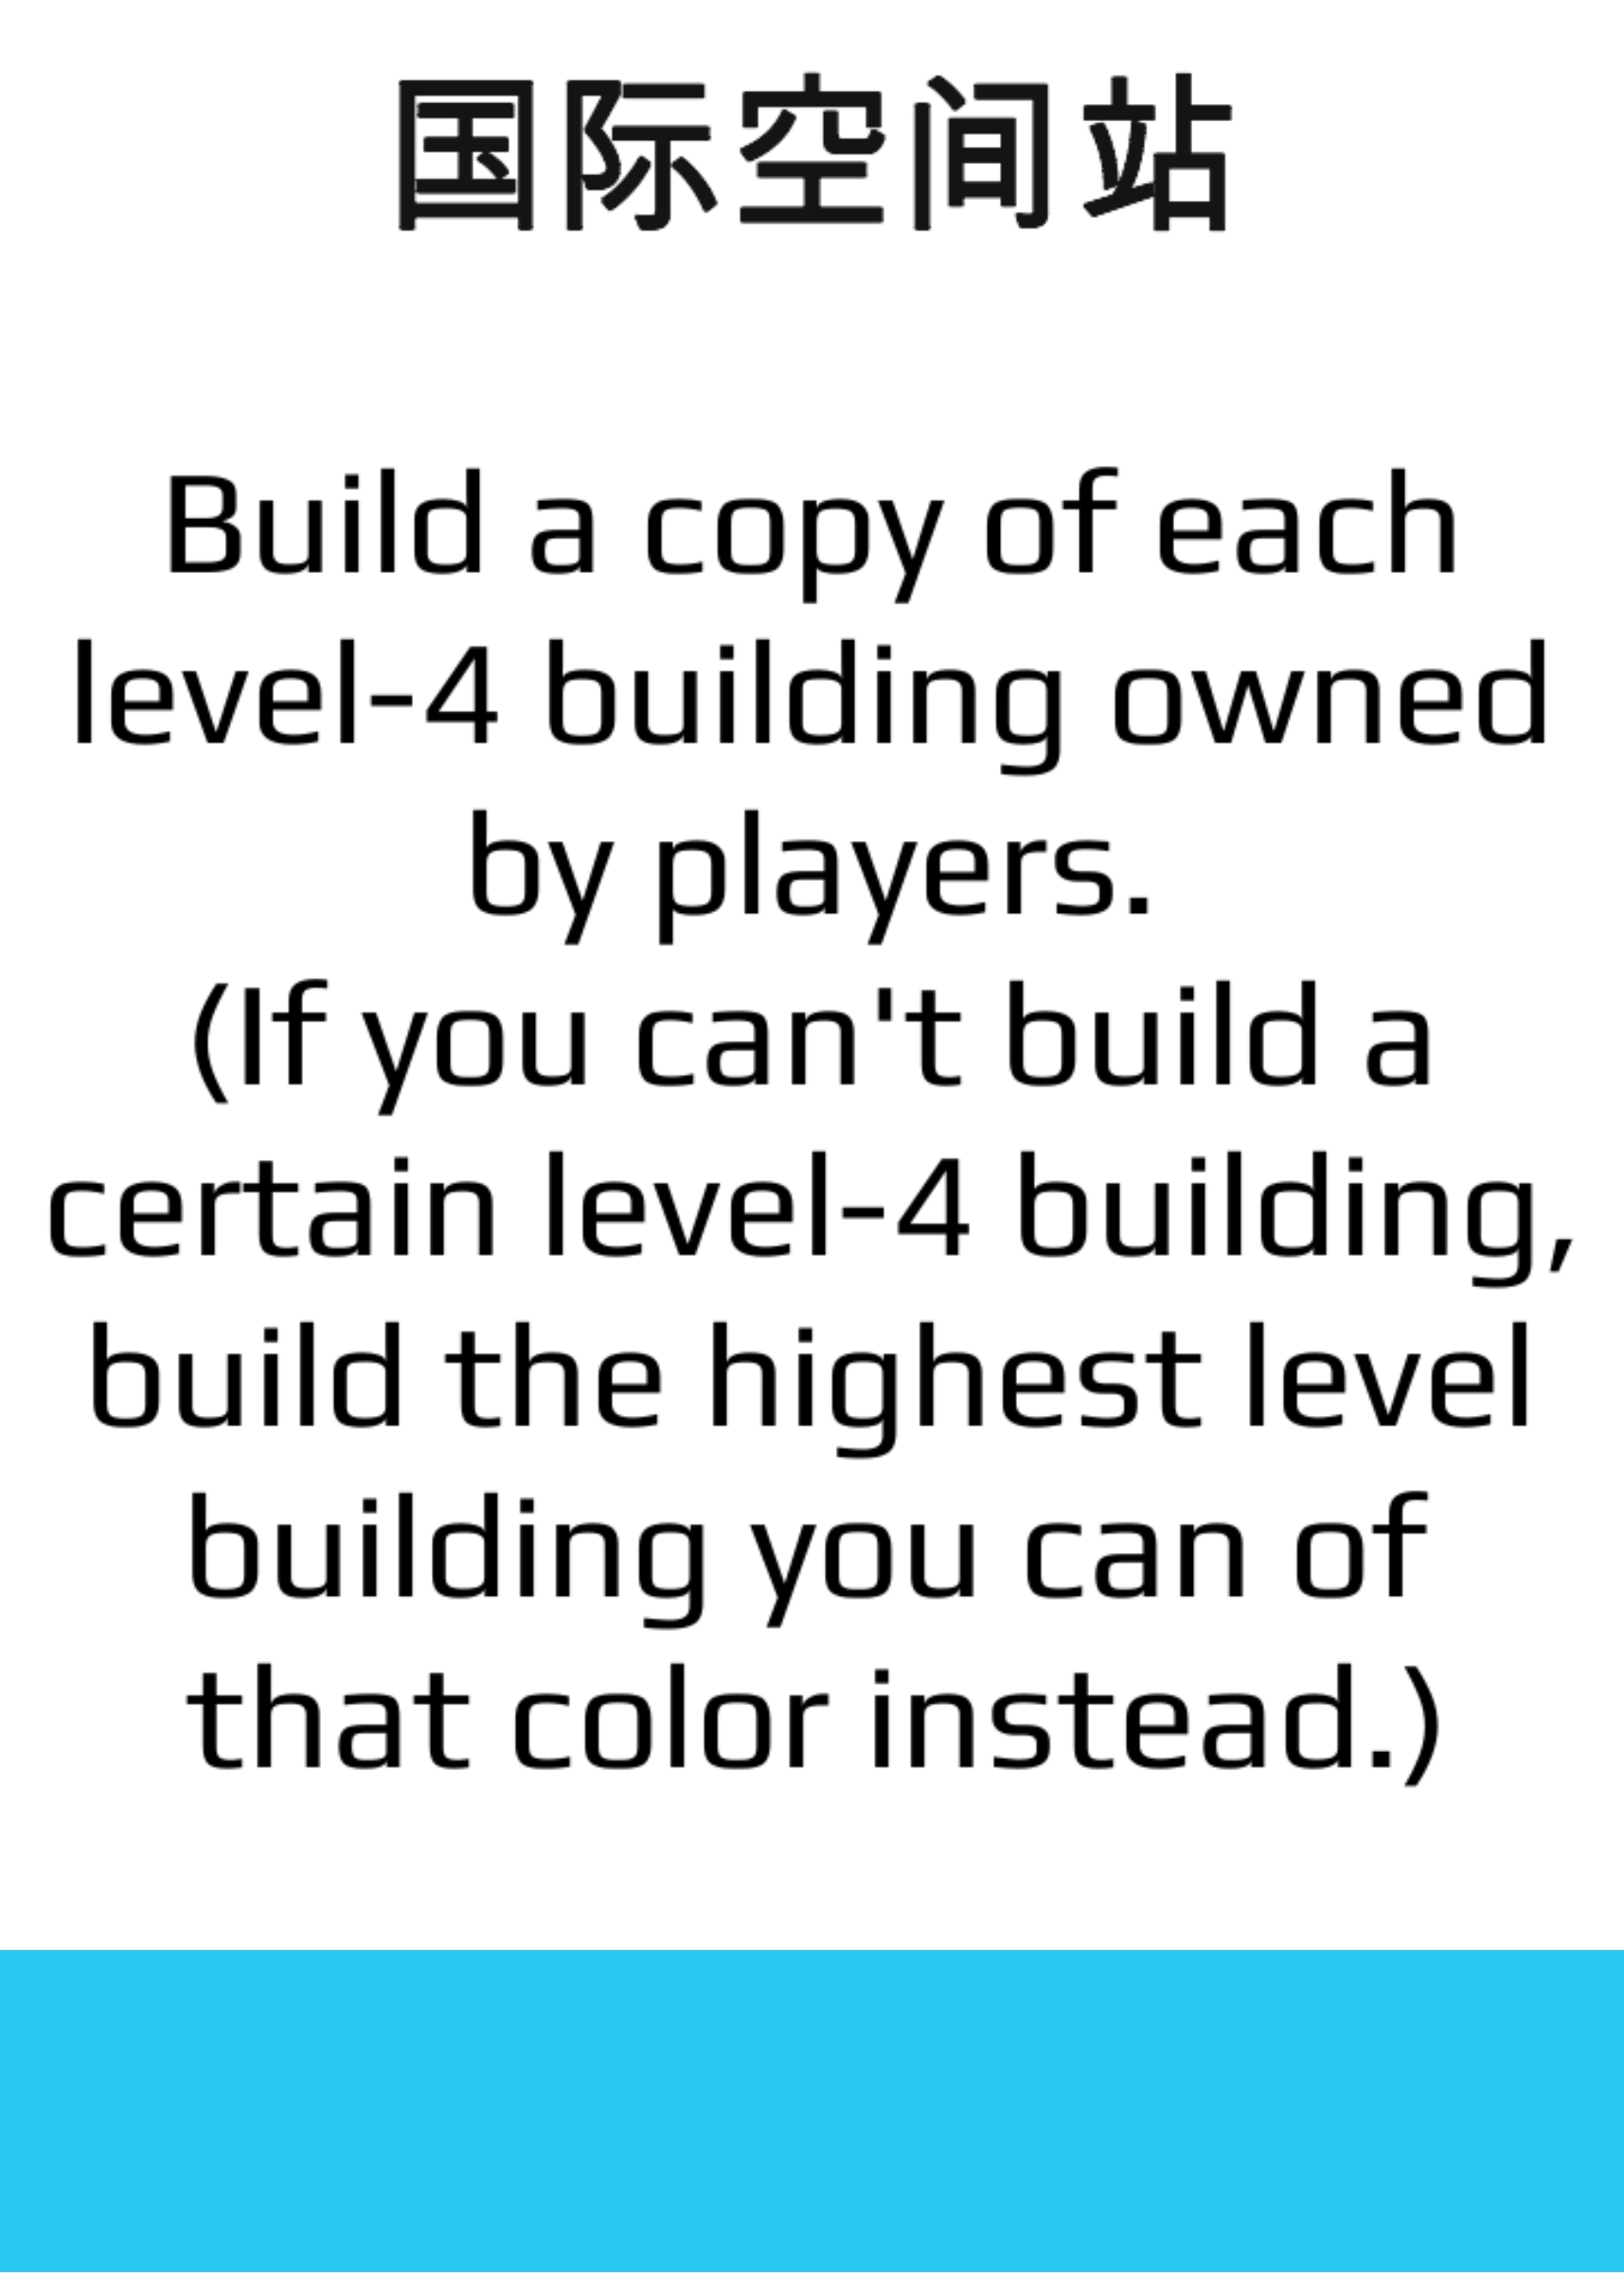 国际空间站
Build a copy of each
level-4 building owned
by players.
(If you can't build a
certain level-4 building,
build the highest level
building you can of
that color instead.)